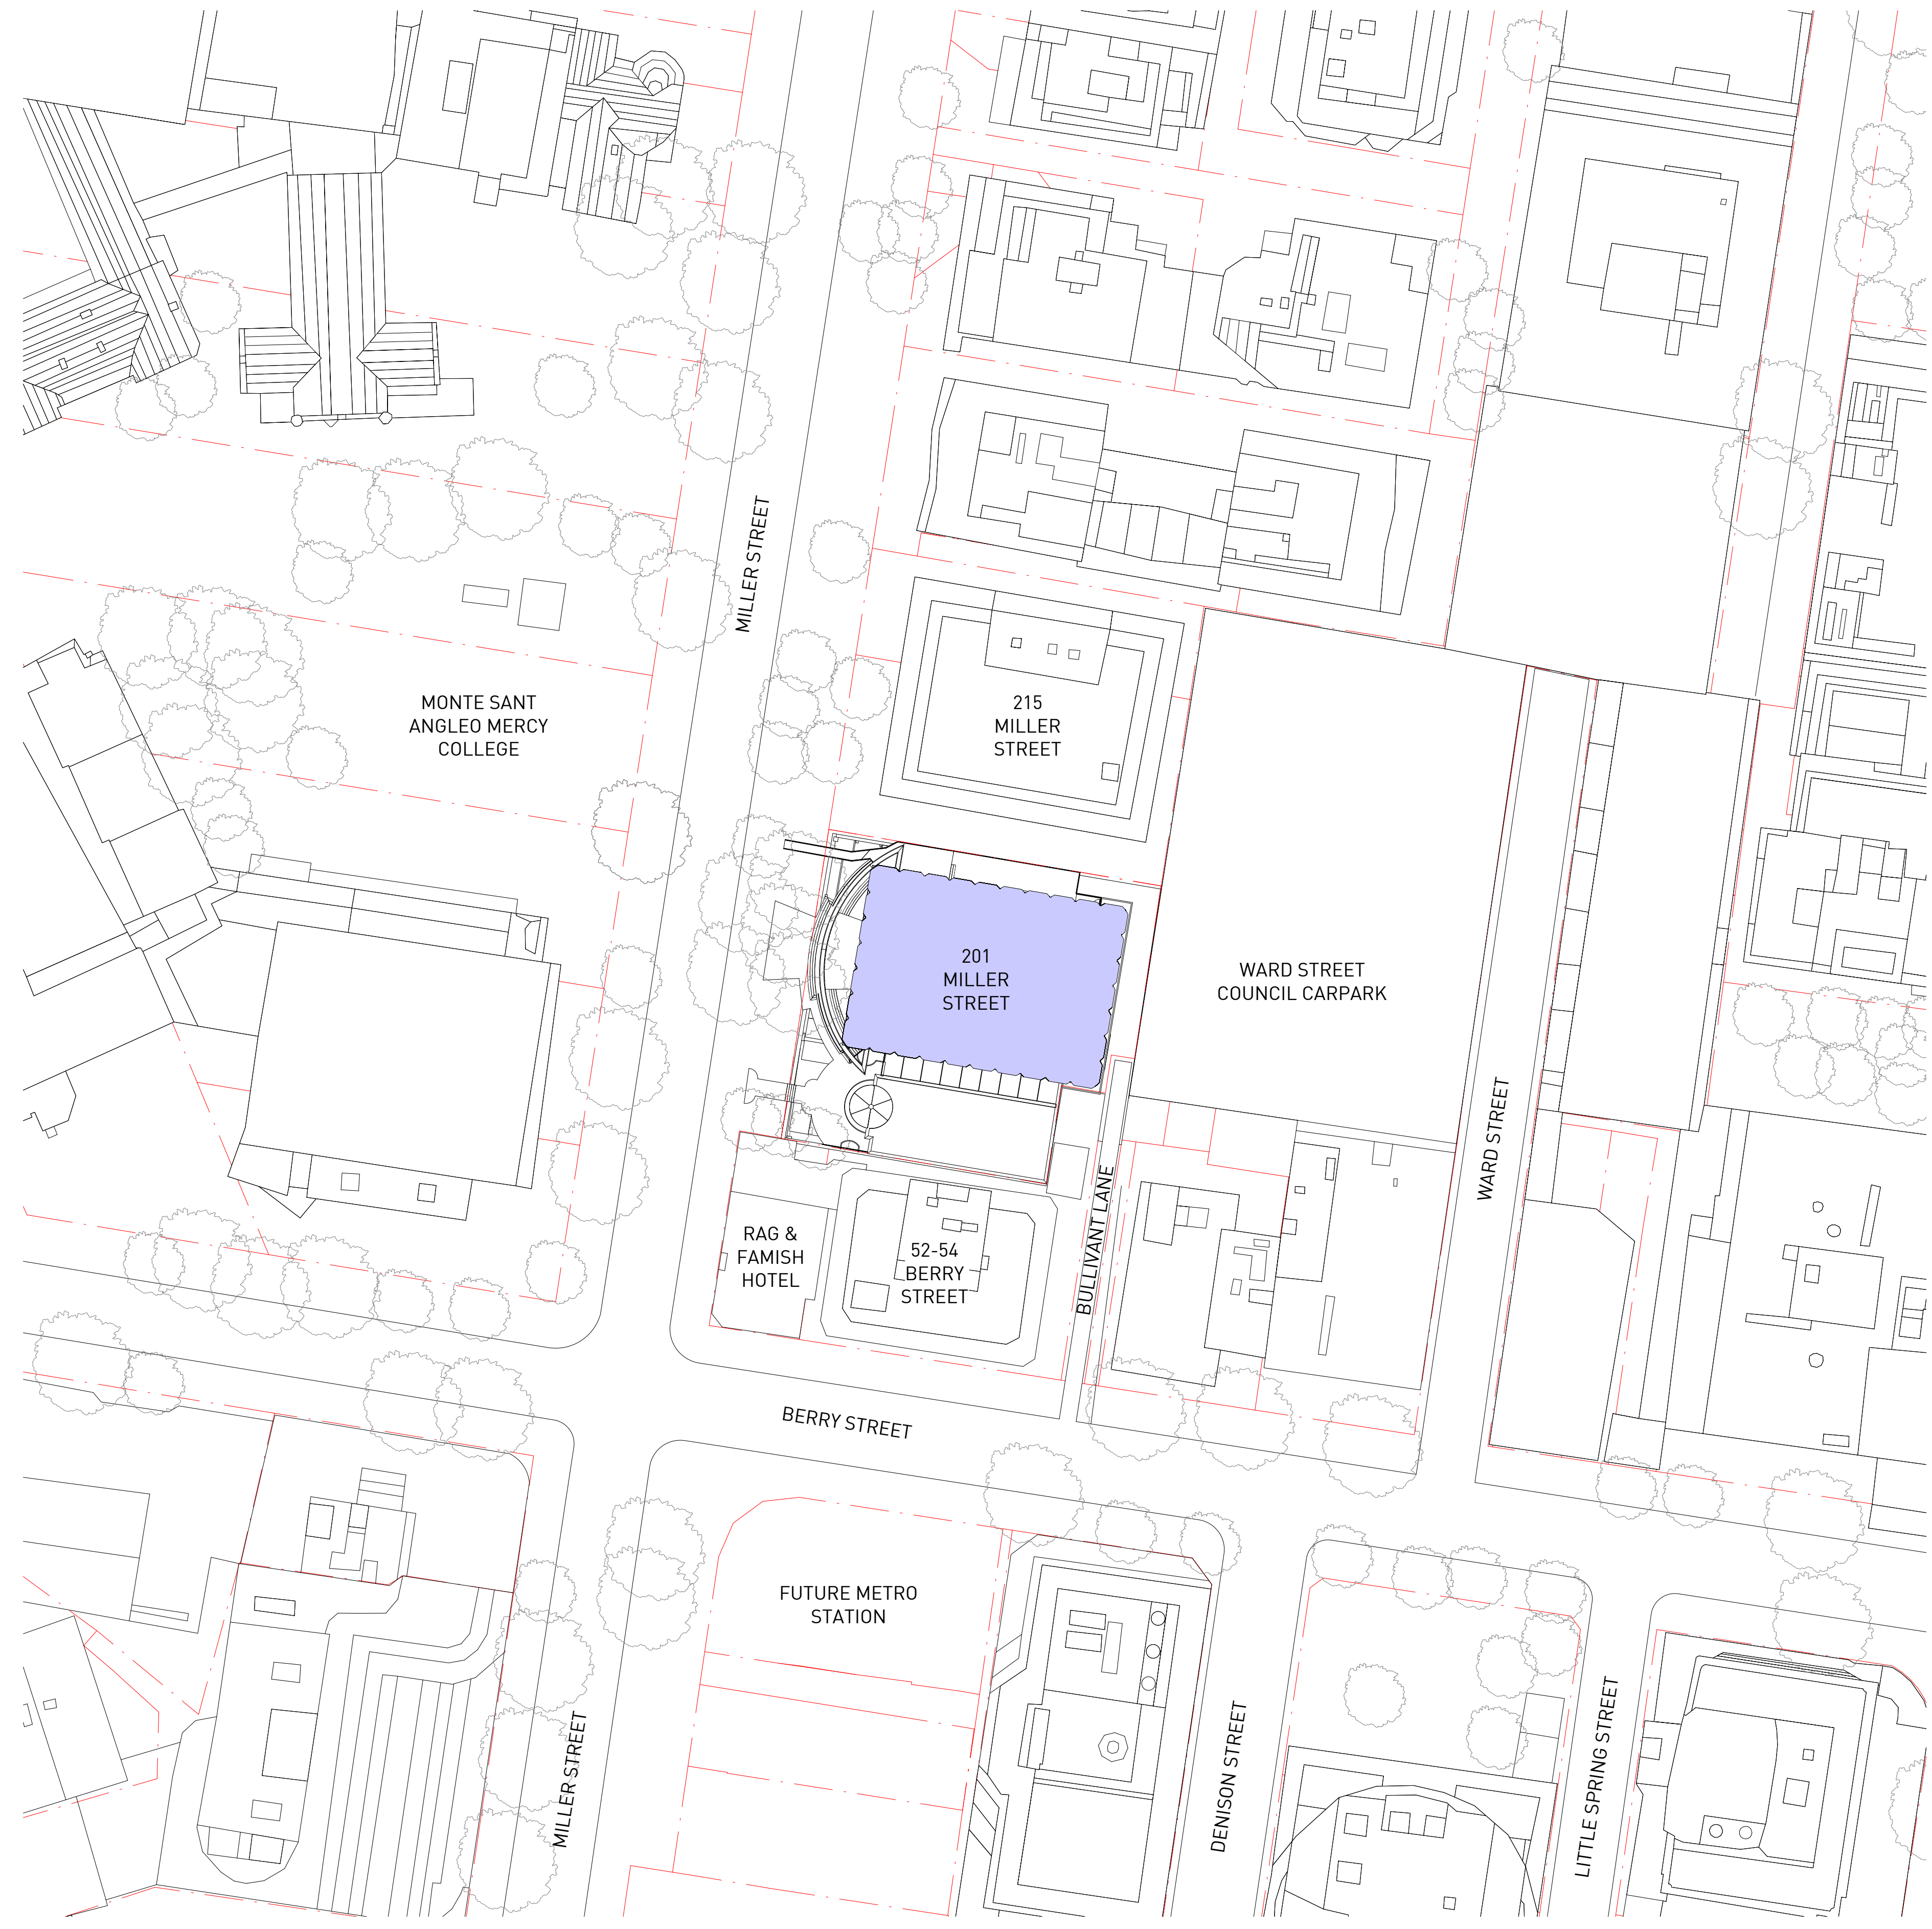 MILLER STREET
MONTE SANT
ANGLEO MERCY
COLLEGE
215
MILLER
STREET
201
MILLER
STREET
WARD STREET
COUNCIL CARPARK
WARD STREET
BULLIVANT LANE
RAG &
FAMISH
HOTEL
52-54
BERRY
STREET
BERRY STREET
FUTURE METRO
STATION
MILLER STREET
DENISON STREET
LITTLE SPRING STREET